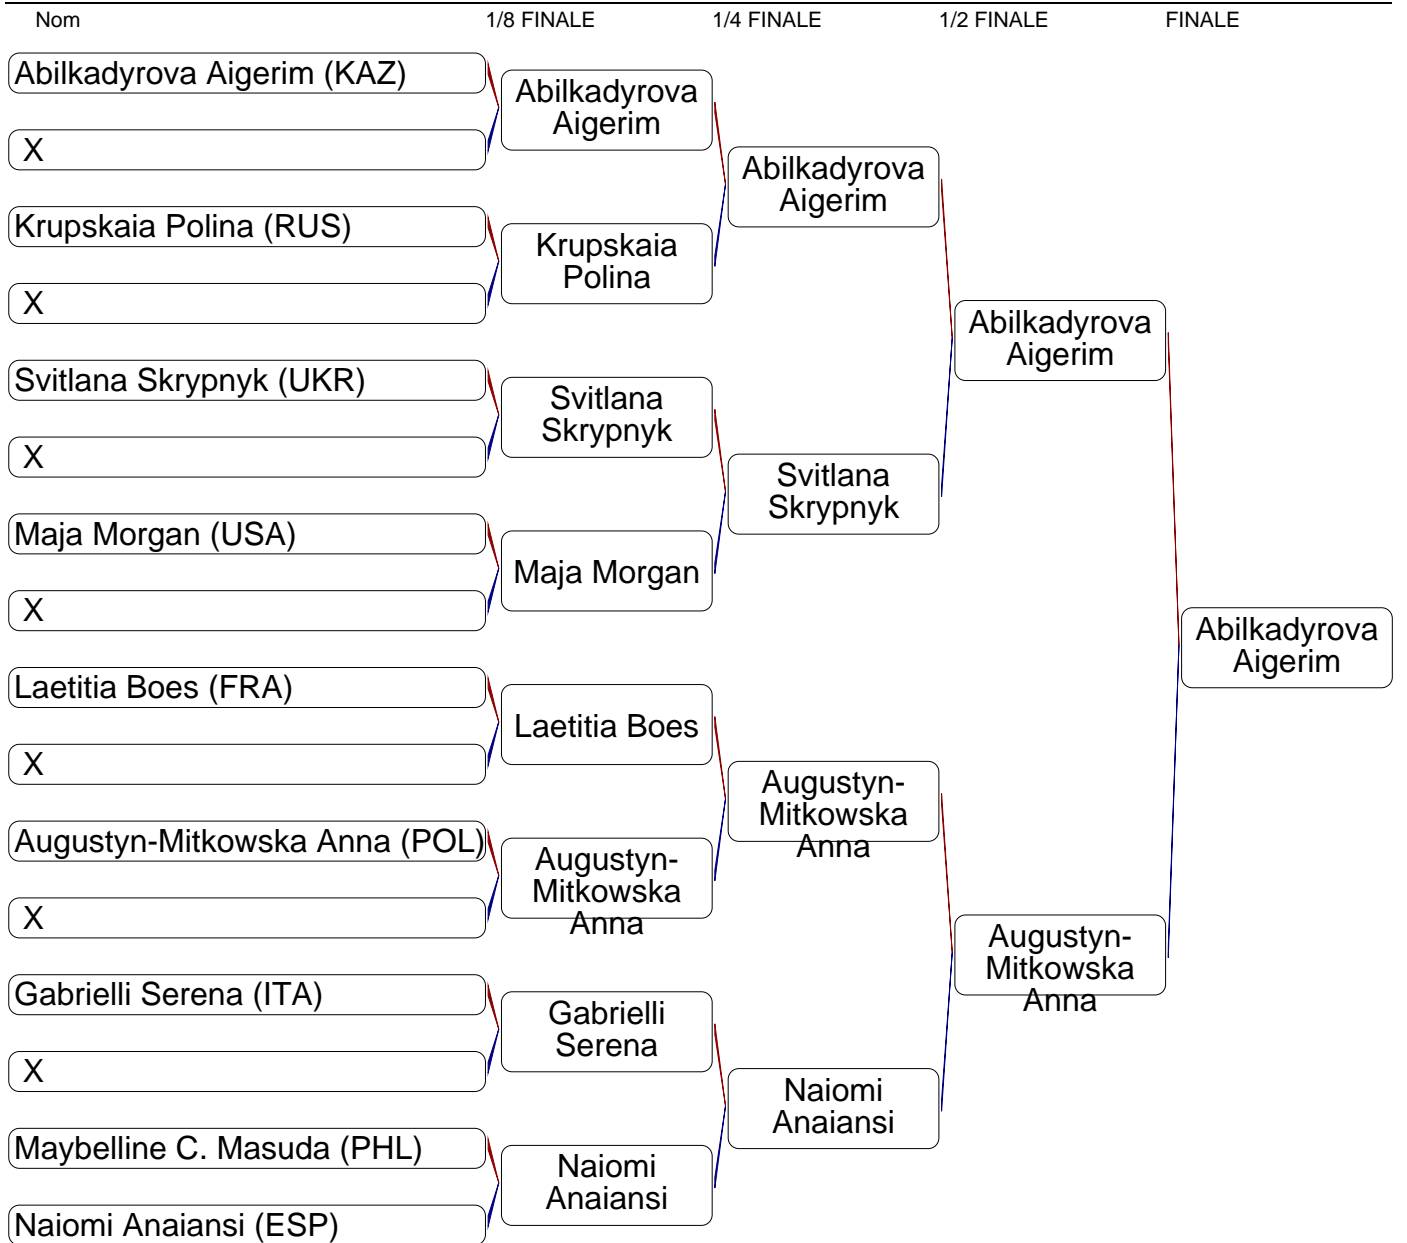 Nom 1/8 FINALE 1/4 FINALE 1/2 FINALE FINALE
Abilkadyrova Aigerim (KAZ)
X
Krupskaia Polina (RUS)
X
Svitlana Skrypnyk (UKR)
X
Maja Morgan (USA)
X
Laetitia Boes (FRA)
X
Augustyn-Mitkowska Anna (POL)
X
Gabrielli Serena (ITA)
X
Maybelline C. Masuda (PHL)
Naiomi Anaiansi (ESP)
Abilkadyrova
Aigerim
Krupskaia
Polina
Svitlana
Skrypnyk
Maja Morgan
Laetitia Boes
Augustyn-
Mitkowska
Anna
Gabrielli
Serena
Naiomi
Anaiansi
Abilkadyrova
Aigerim
Svitlana
Skrypnyk
Augustyn-
Mitkowska
Anna
Naiomi
Anaiansi
Abilkadyrova
Aigerim
Augustyn-
Mitkowska
Anna
Abilkadyrova
Aigerim